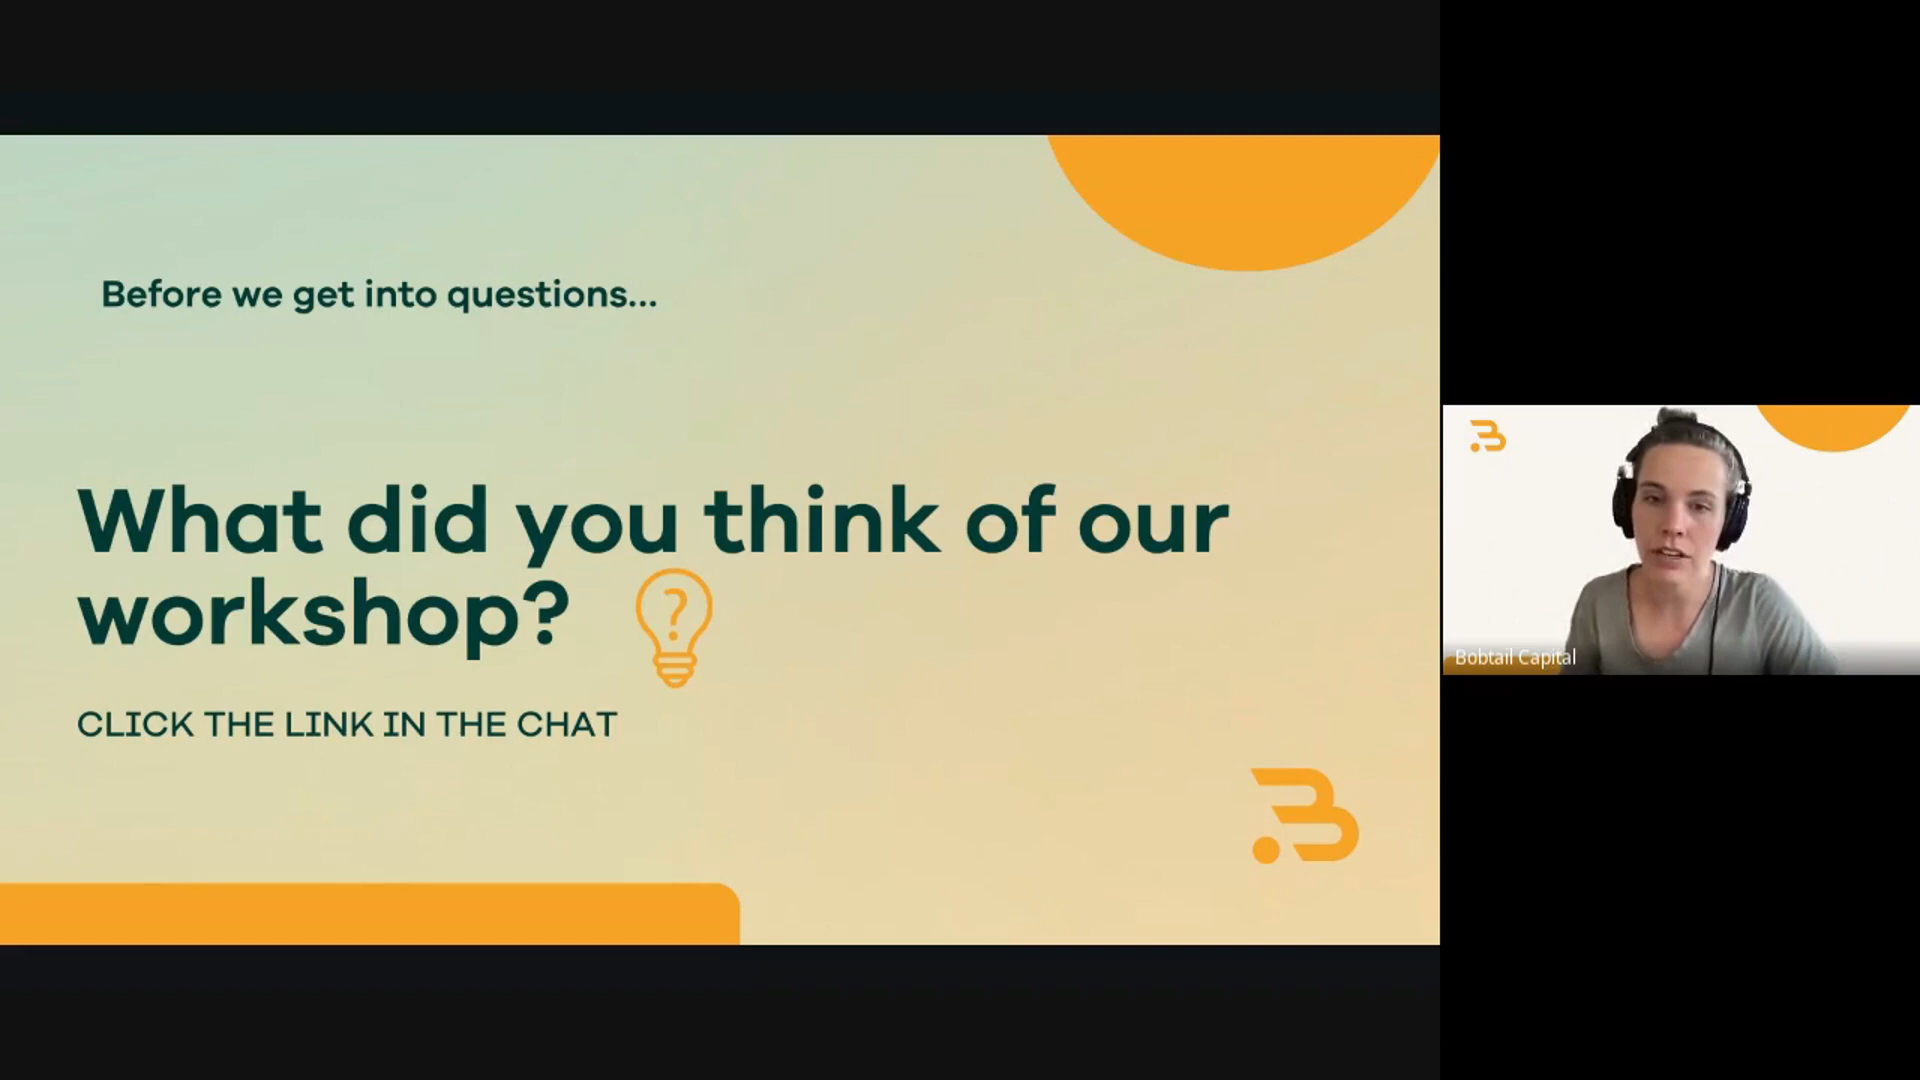 Before we get into questions...
What did you think of our
workshop?
CLICK THE LINK IN THE CHAT
Bobtail Capital